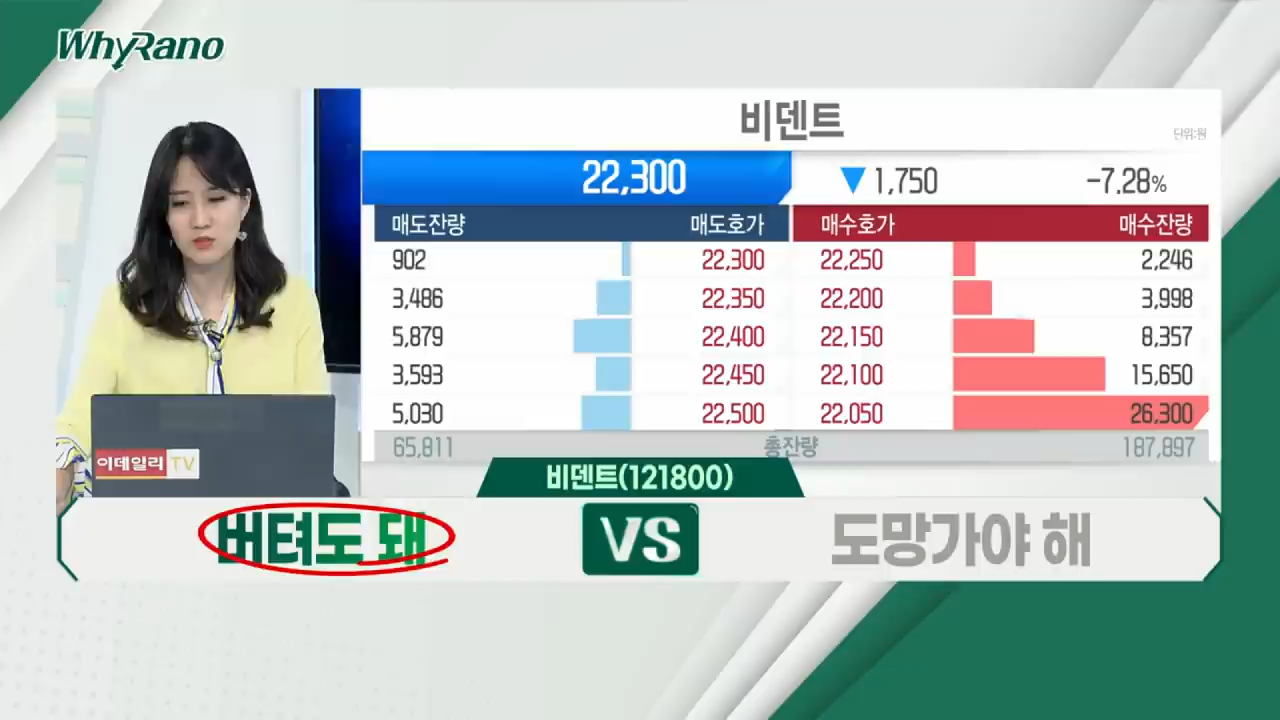 WhyRano
비덴트
단위:원
22,300 ▼ 1,750 -7.28%
매도잔량 매도호가 매수호가 매수잔량
902 22,300 22,250 2,246
3,486 22,350 22,200 3,998
5,879 22,400 22,150 8,357
3,593 22,450 22,100 15,650
5,030 22,500 22,050 26,300
65,811 총잔량 187,897
이데일리 TV
비덴트(121800)
버텨도 돼 VS 도망가야 해